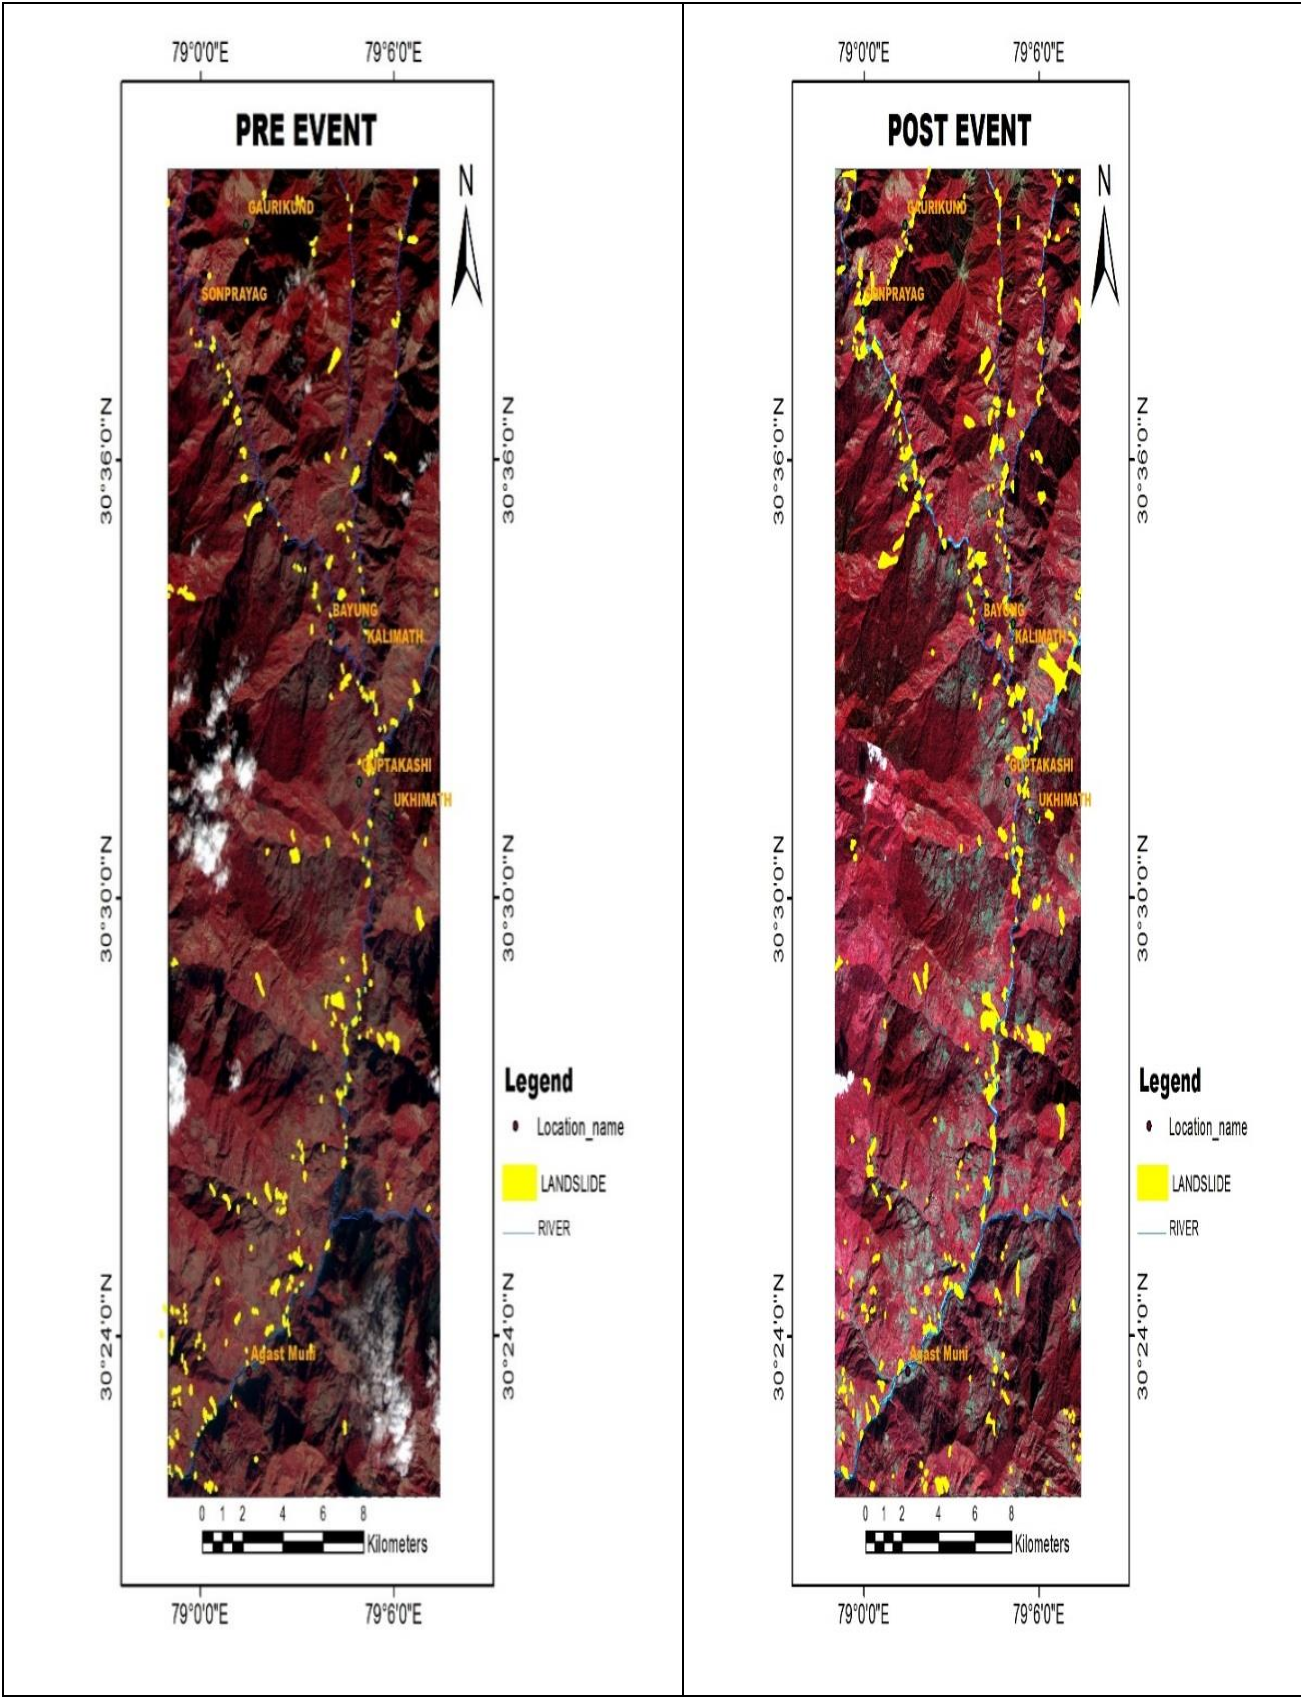 79°0'0"E 79°6'0"E
PRE EVENT
N
GAURIKUND
SONPRAYAG
30°36'0"N 30°36'0"N
BAYUNG
KALIMATH
GUPTAKASHI
UKHIMATH
30°30'0"N 30°30'0"N
Legend
Location_name
LANDSLIDE
RIVER
30°24'0"N 30°24'0"N
Agast Muni
0 1 2 4 6 8
Kilometers
79°0'0"E 79°6'0"E
79°0'0"E 79°6'0"E
POST EVENT
N
GAURIKUND
SONPRAYAG
30°36'0"N 30°36'0"N
BAYUNG
KALIMATH
GUPTAKASHI
UKHIMATH
30°30'0"N 30°30'0"N
Legend
Location_name
LANDSLIDE
RIVER
30°24'0"N 30°24'0"N
Agast Muni
0 1 2 4 6 8
Kilometers
79°0'0"E 79°6'0"E